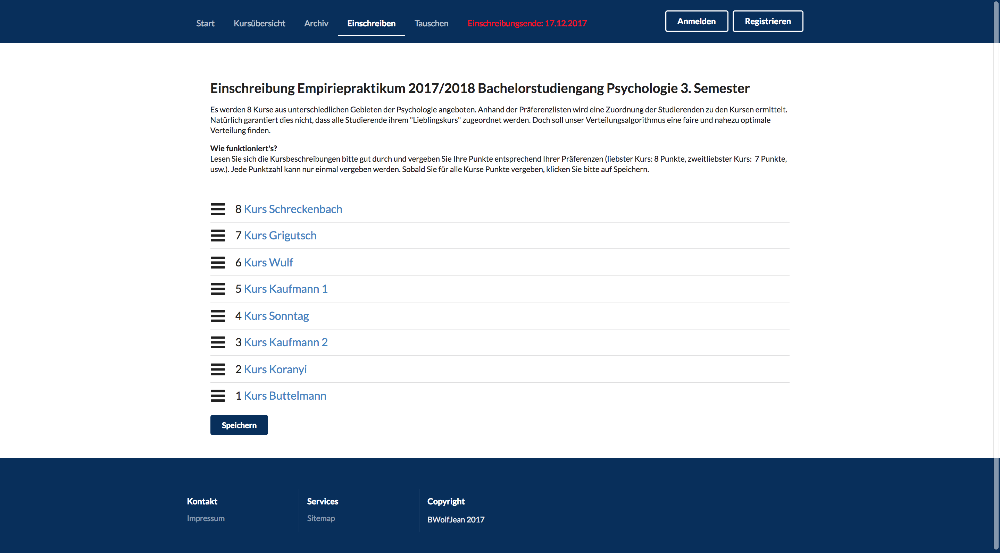 Start Kursübersicht Archiv Einschreiben Tauschen Einschreibungsende: 17.12.2017 Anmelden Registrieren
Einschreibung Empiriepraktikum 2017/2018 Bachelorstudiengang Psychologie 3. Semester
Es werden 8 Kurse aus unterschiedlichen Gebieten der Psychologie angeboten. Anhand der Präferenzlisten wird eine Zuordnung der Studierenden zu den Kursen ermittelt.
Natürlich garantiert dies nicht, dass alle Studierende ihrem "Lieblingskurs" zugeordnet werden. Doch soll unser Verteilungsalgorithmus eine faire und nahezu optimale
Verteilung finden.
Wie funktioniert's?
Lesen Sie sich die Kursbeschreibungen bitte gut durch und vergeben Sie Ihre Punkte entsprechend Ihrer Präferenzen (liebster Kurs: 8 Punkte, zweitliebster Kurs: 7 Punkte,
usw.). Jede Punktzahl kann nur einmal vergeben werden. Sobald Sie für alle Kurse Punkte vergeben, klicken Sie bitte auf Speichern.
8 Kurs Schreckenbach
7 Kurs Grigutsch
6 Kurs Wulf
5 Kurs Kaufmann 1
4 Kurs Sonntag
3 Kurs Kaufmann 2
2 Kurs Koranyi
1 Kurs Buttelmann
Speichern
Kontakt
Impressum
Services
Sitemap
Copyright
BWolfJean 2017